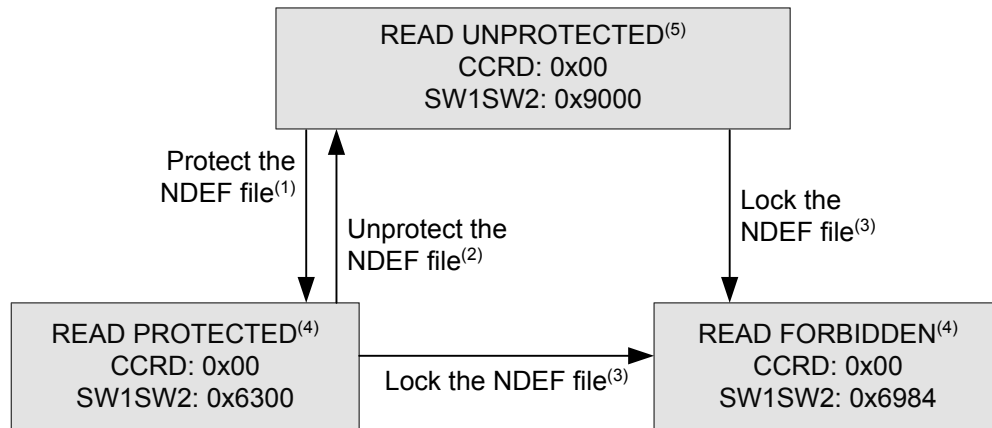 READ UNPROTECTED(5)
CCRD: 0x00
SW1SW2: 0x9000
Protect the
NDEF file(1)
Unprotect the
NDEF file(2)
Lock the
NDEF file(3)
READ PROTECTED(4)
CCRD: 0x00
SW1SW2: 0x6300
Lock the NDEF file(3)
READ FORBIDDEN(4)
CCRD: 0x00
SW1SW2: 0x6984